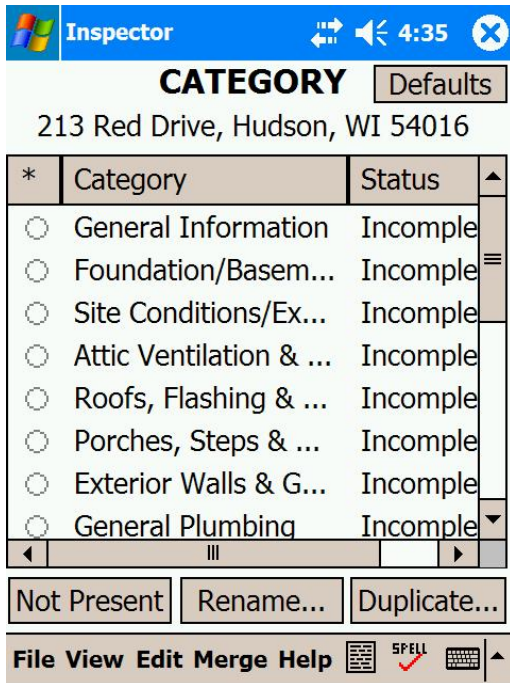 Inspector 4:35
CATEGORY Defaults
213 Red Drive, Hudson, WI 54016
* Category Status
General Information Incomple
Foundation/Basem... Incomple
Site Conditions/Ex... Incomple
Attic Ventilation & ... Incomple
Roofs, Flashing & ... Incomple
Porches, Steps & ... Incomple
Exterior Walls & G... Incomple
General Plumbing Incomple
Not Present Rename... Duplicate...
File View Edit Merge Help SPELL